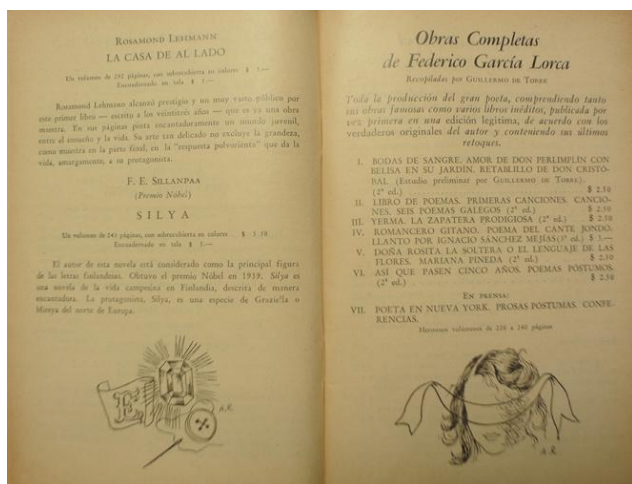 Rosamond Lehmann
LA CASA DE AL LADO
Un volumen de 292 páginas, con sobrecubierta en colores $ 3.—
Encuadernado en tela $ 5.—
Rosamond Lehmann alcanzó prestigio y un muy vasto público por
este primer libro — escrito a los veintitrés años — que es ya una obra
maestra. En sus páginas posa encantadoramente un mundo juvenil,
entre el ensueño y la vida. Su arte tan delicado no excluye la grandeza,
como muestra en la parte final, en la "respuesta polvorienta" que da la
vida, amargamente, a su protagonista.
F. E. Sillanpaa
(Premio Nóbel)
SILYA
Un volumen de 243 páginas, con sobrecubierta en colores . $ 3.50
Encuadernado en tela $ 5.—
El autor de esta novela está considerado como la principal figura
de las letras finlandesas. Obtuvo el premio Nóbel en 1939. Silya es
una novela de la vida campesina en Finlandia, descrita de manera
encantadora. La protagonista, Silya, es una especie de Graziella o
Mireya del norte de Europa.
E
A.R.
Obras Completas
de Federico García Lorca
Recopiladas por Guillermo de Torre
Toda la producción del gran poeta, comprendiendo tanto
sus obras famosas como varios libros inéditos, publicada por
vez primera en una edición legítima, de acuerdo con los
verdaderos originales del autor y conteniendo sus últimos
retoques.
I. BODAS DE SANGRE. AMOR DE DON PERLIMPLÍN CON
BELISA EN SU JARDÍN. RETABLILLO DE DON CRISTÓ-
BAL. (Estudio preliminar por Guillermo de Torre).
(2ª ed.) $ 2.50
II. LIBRO DE POEMAS. PRIMERAS CANCIONES. CANCIO-
NES. SEIS POEMAS GALEGOS (2ª ed.) $ 2.50
III. YERMA. LA ZAPATERA PRODIGIOSA (2ª ed.) $ 2.50
IV. ROMANCERO GITANO. POEMA DEL CANTE JONDO.
LLANTO POR IGNACIO SÁNCHEZ MEJÍAS (3ª ed.) $ 3.—
V. DOÑA ROSITA LA SOLTERA O EL LENGUAJE DE LAS
FLORES. MARIANA PINEDA (2ª ed.) $ 2.50
VI. ASÍ QUE PASEN CINCO AÑOS. POEMAS PÓSTUMOS.
(2ª ed.) $ 2.50
En prensa:
VII. POETA EN NUEVA YORK. PROSAS PÓSTUMAS. CONFE-
RENCIAS.
Hermosos volúmenes de 220 a 240 páginas
A.R.